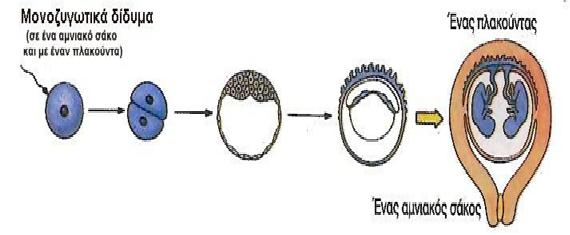 Μονοζυγωτικά δίδυμα
(σε ένα αμνιακό σάκο
και με έναν πλακούντα)
Ένας πλακούντας
Ένας αμνιακός σάκος